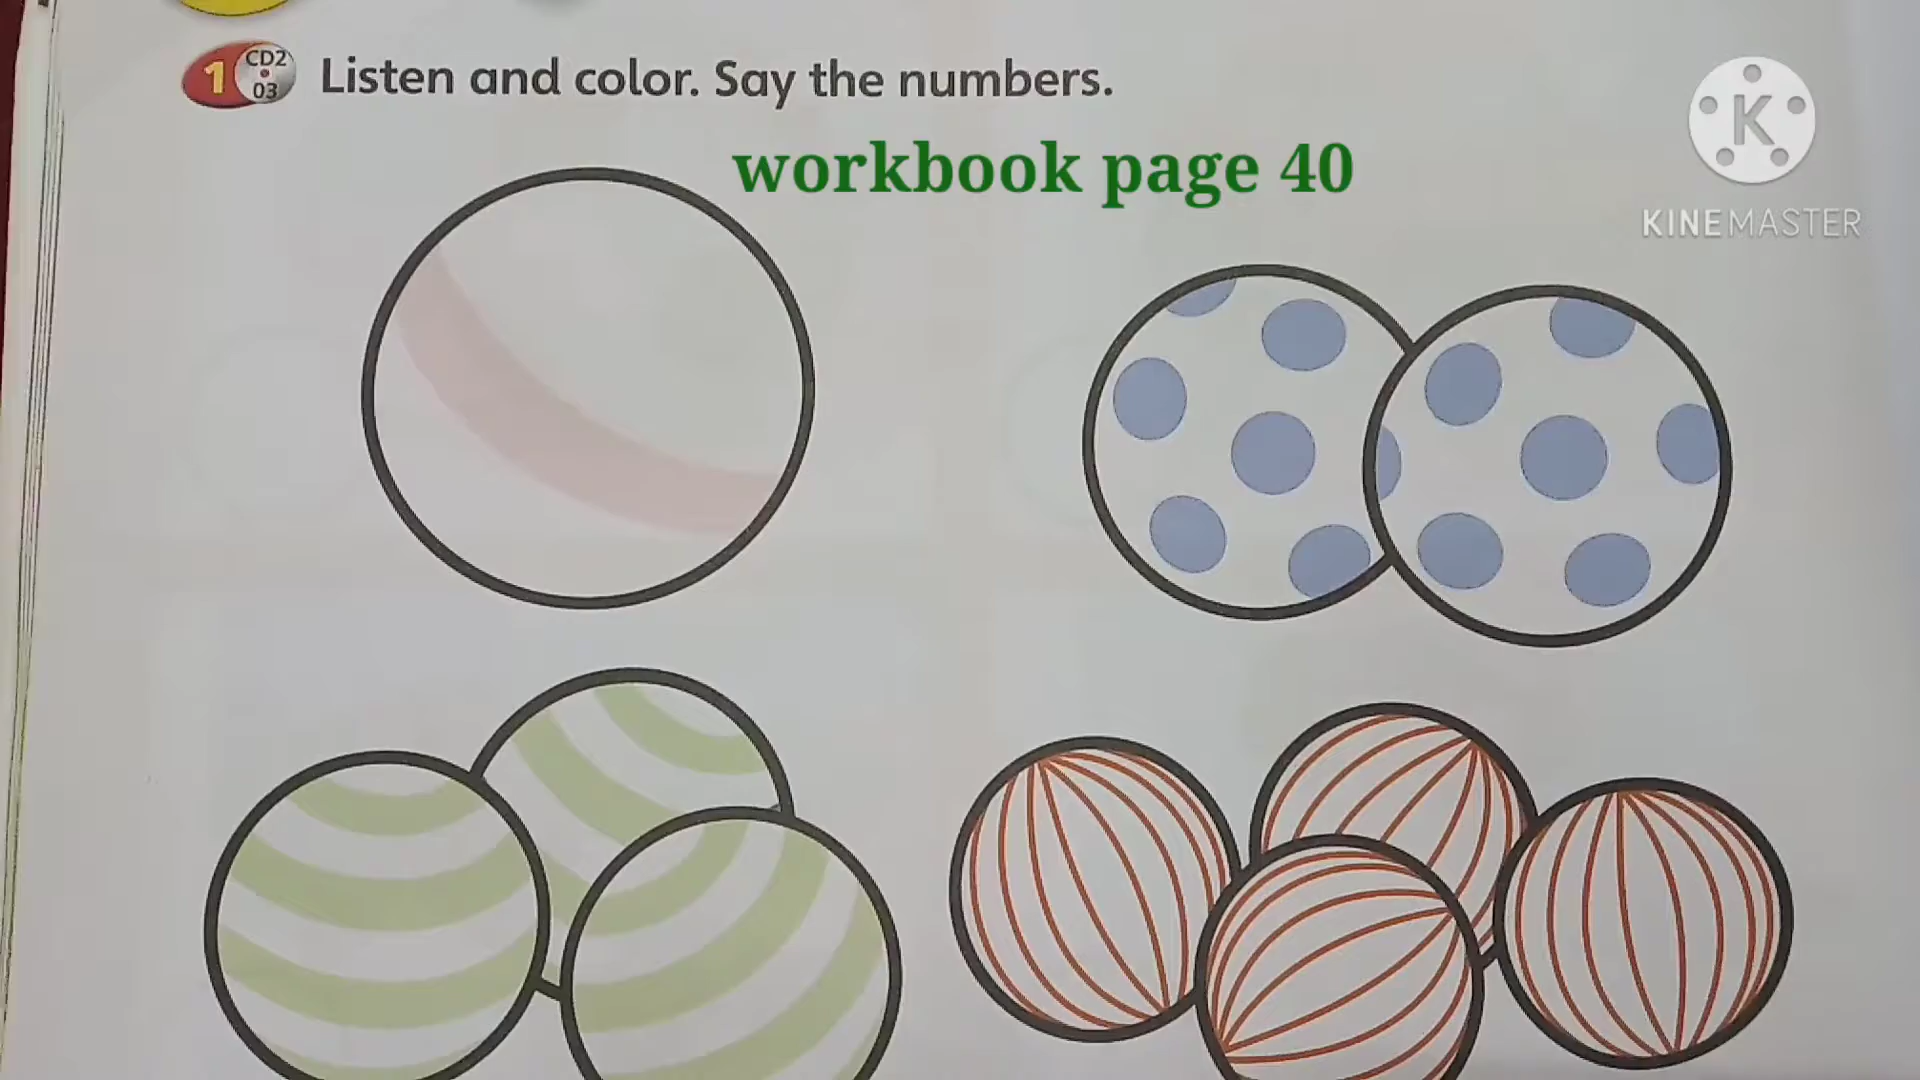 1 CD2 03 Listen and color. Say the numbers.
workbook page 40
K
KINEMASTER